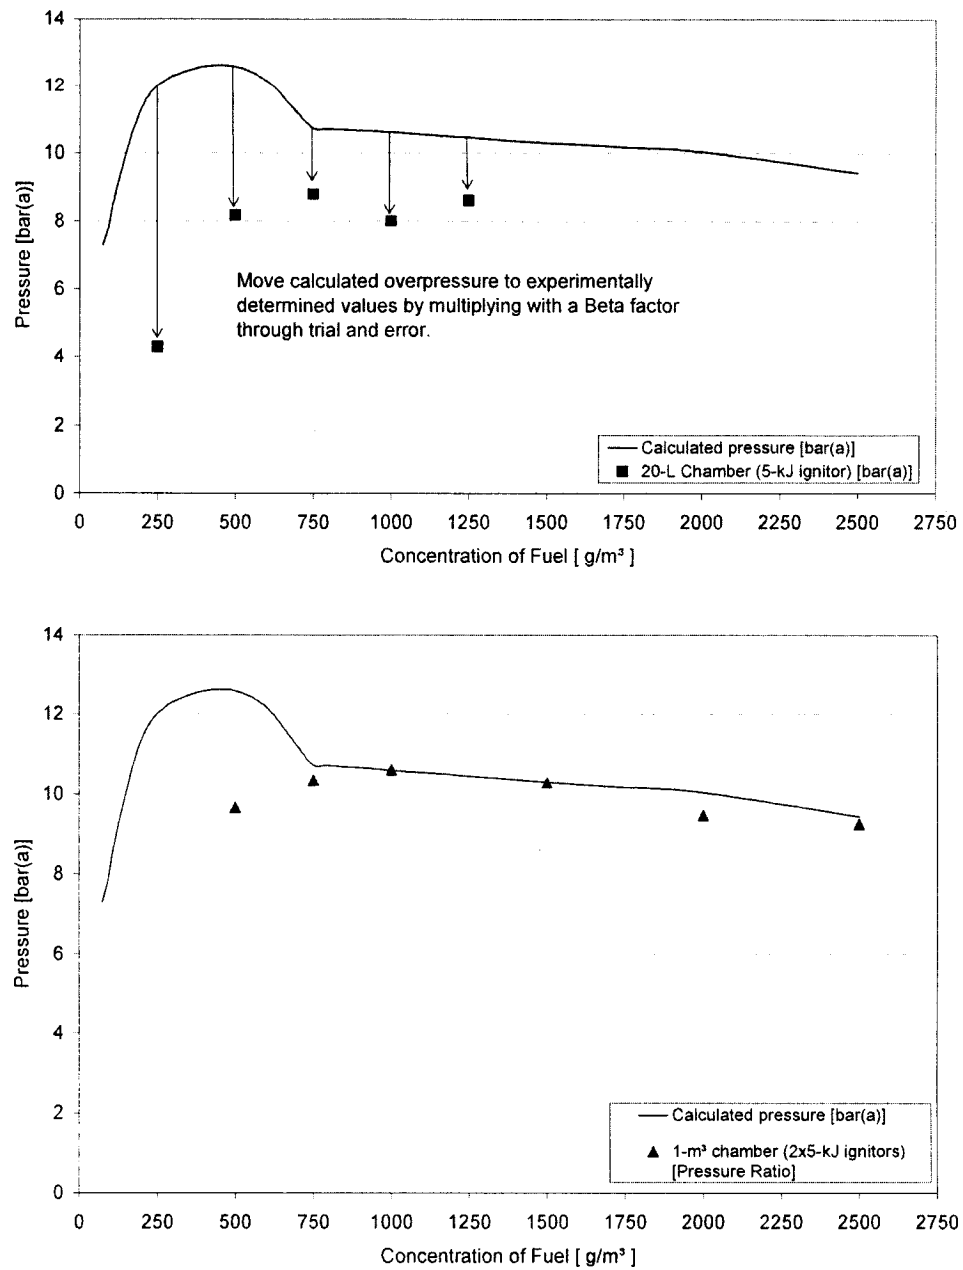 14
12
10
8
6
4
2
0
Pressure [bar(a)]
Move calculated overpressure to experimentally
determined values by multiplying with a Beta factor
through trial and error.
Calculated pressure [bar(a)]
20-L Chamber (5-kJ ignitor) [bar(a)]
0 250 500 750 1000 1250 1500 1750 2000 2250 2500 2750
Concentration of Fuel [ g/m³ ]
14
12
10
8
6
4
2
0
Pressure [bar(a)]
Calculated pressure [bar(a)]
1-m³ chamber (2x5-kJ ignitors)
[Pressure Ratio]
0 250 500 750 1000 1250 1500 1750 2000 2250 2500 2750
Concentration of Fuel [ g/m³ ]